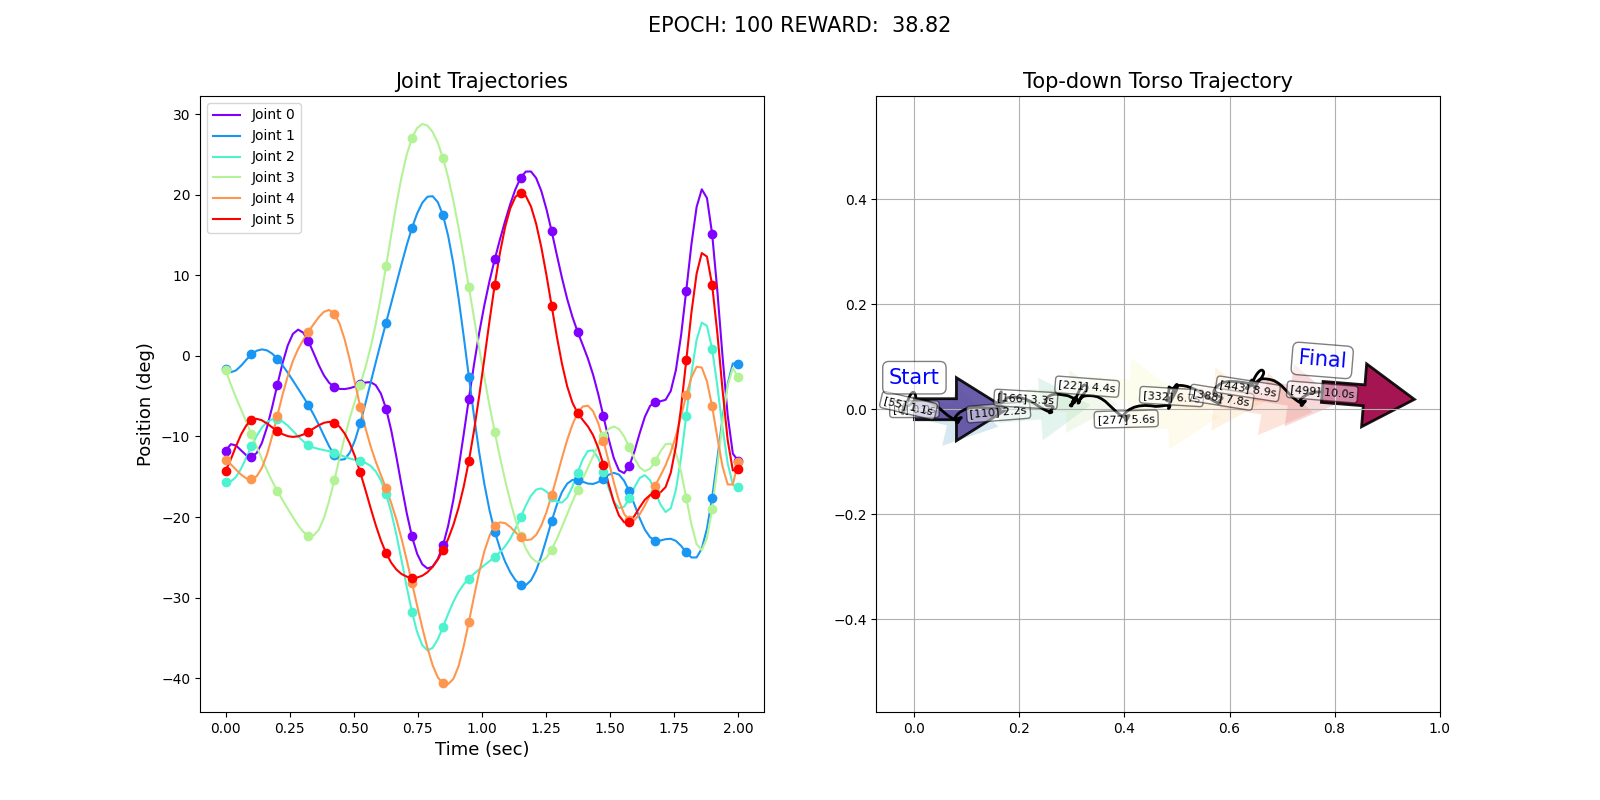 EPOCH: 100 REWARD:  38.82
Joint Trajectories
Joint 0
Joint 1
Joint 2
Joint 3
Joint 4
Joint 5
Position (deg)
30
20
10
0
−10
−20
−30
−40
0.00 0.25 0.50 0.75 1.00 1.25 1.50 1.75 2.00
Time (sec)
Top-down Torso Trajectory
0.4
0.2
0.0
−0.2
−0.4
0.0 0.2 0.4 0.6 0.8 1.0
Start
Final
[55] 1.1s
[110] 2.2s
[166] 3.3s
[221] 4.4s
[277] 5.6s
[332] 6.
[388] 7.8s
[443] 8.9s
[499] 10.0s